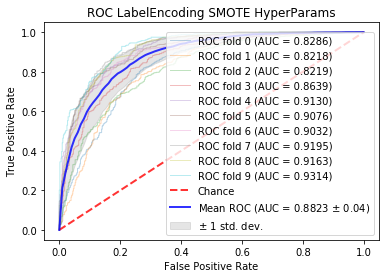 ROC LabelEncoding SMOTE HyperParams
True Positive Rate
1.0
0.8
0.6
0.4
0.2
0.0
ROC fold 0 (AUC = 0.8286)
ROC fold 1 (AUC = 0.8218)
ROC fold 2 (AUC = 0.8219)
ROC fold 3 (AUC = 0.8639)
ROC fold 4 (AUC = 0.9130)
ROC fold 5 (AUC = 0.9076)
ROC fold 6 (AUC = 0.9032)
ROC fold 7 (AUC = 0.9195)
ROC fold 8 (AUC = 0.9163)
ROC fold 9 (AUC = 0.9314)
Chance
Mean ROC (AUC = 0.8823 ± 0.04)
± 1 std. dev.
0.0 0.2 0.4 0.6 0.8 1.0
False Positive Rate